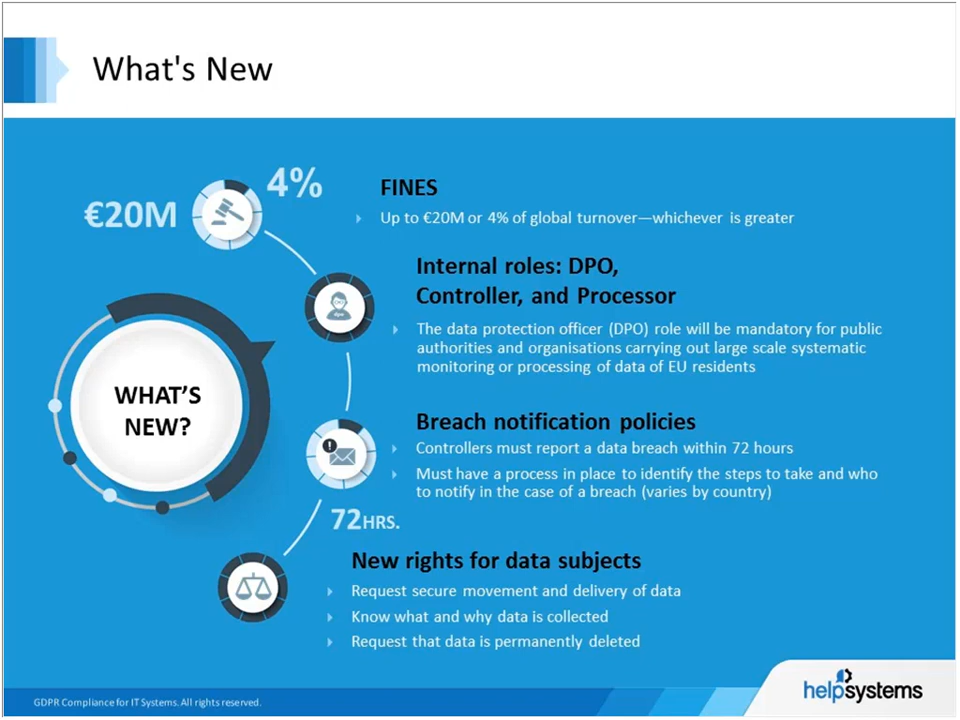 What's New
€20M
4%
FINES
Up to €20M or 4% of global turnover—whichever is greater
Internal roles: DPO,
Controller, and Processor
dpo
The data protection officer (DPO) role will be mandatory for public
authorities and organisations carrying out large scale systematic
monitoring or processing of data of EU residents
WHAT'S
NEW?
Breach notification policies
!
Controllers must report a data breach within 72 hours
Must have a process in place to identify the steps to take and who
to notify in the case of a breach (varies by country)
72HRS.
New rights for data subjects
Request secure movement and delivery of data
Know what and why data is collected
Request that data is permanently deleted
GDPR Compliance for IT Systems. All rights reserved.
helpsystems